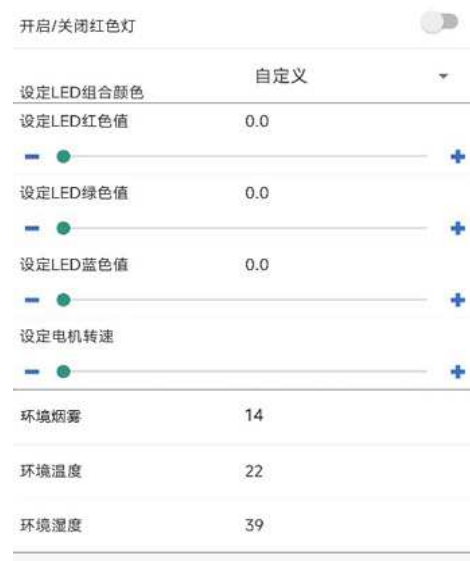 开启/关闭红色灯
自定义
设定LED组合颜色
设定LED红色值 0.0
设定LED绿色值 0.0
设定LED蓝色值 0.0
设定电机转速
环境烟雾 14
环境温度 22
环境湿度 39